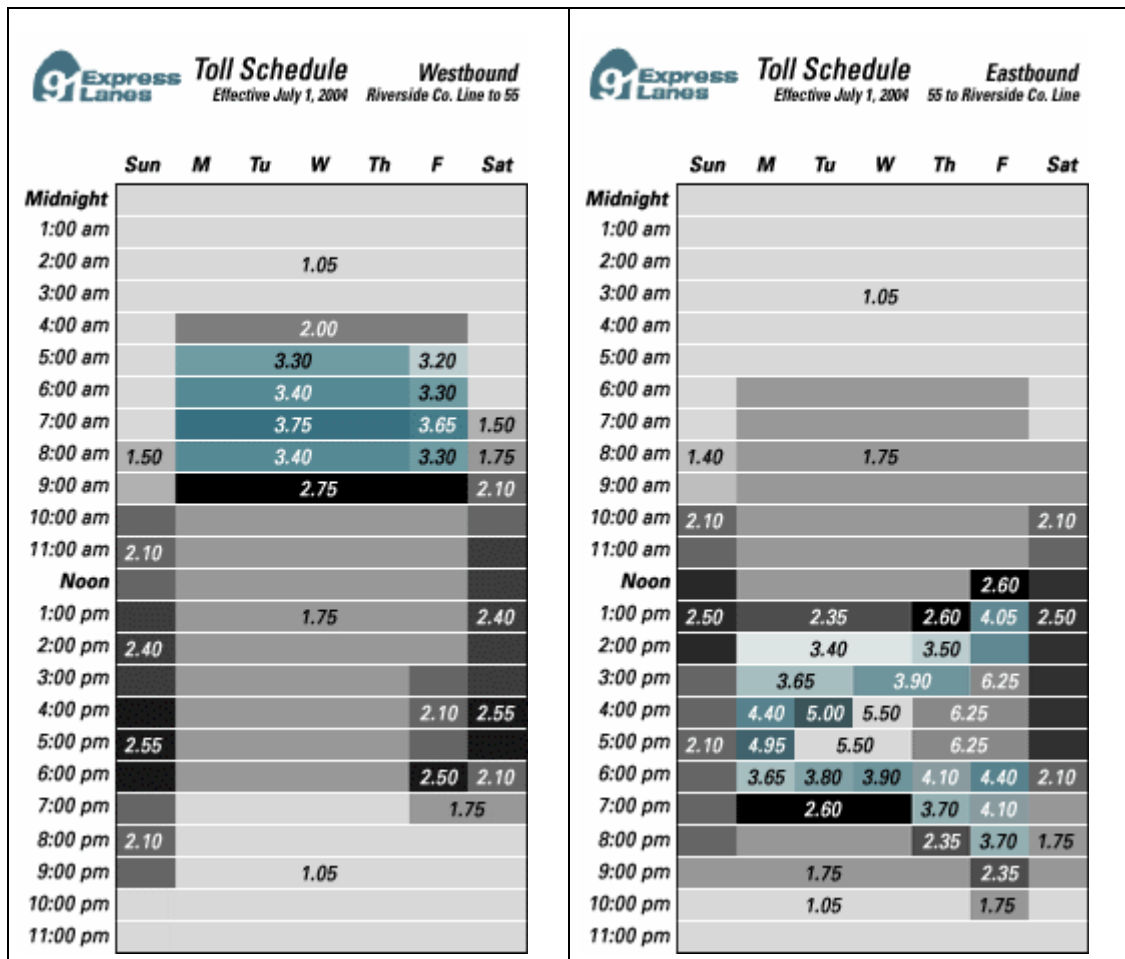 91 Express Lanes
Toll Schedule
Effective July 1, 2004
Westbound
Riverside Co. Line to 55
Sun M Tu W Th F Sat
Midnight
1:00 am
2:00 am 1.05
3:00 am
4:00 am 2.00
5:00 am 3.30 3.20
6:00 am 3.40 3.30
7:00 am 3.75 3.65 1.50
8:00 am 1.50 3.40 3.30 1.75
9:00 am 2.75 2.10
10:00 am
11:00 am 2.10
Noon
1:00 pm 1.75 2.40
2:00 pm 2.40
3:00 pm
4:00 pm 2.10 2.55
5:00 pm 2.55
6:00 pm 2.50 2.10
7:00 pm 1.75
8:00 pm 2.10
9:00 pm 1.05
10:00 pm
11:00 pm
91 Express Lanes
Toll Schedule
Effective July 1, 2004
Eastbound
55 to Riverside Co. Line
Sun M Tu W Th F Sat
Midnight
1:00 am
2:00 am
3:00 am 1.05
4:00 am
5:00 am
6:00 am
7:00 am
8:00 am 1.40 1.75
9:00 am
10:00 am 2.10 2.10
11:00 am
Noon 2.60
1:00 pm 2.50 2.35 2.60 4.05 2.50
2:00 pm 3.40 3.50
3:00 pm 3.65 3.90 6.25
4:00 pm 4.40 5.00 5.50 6.25
5:00 pm 2.10 4.95 5.50 6.25
6:00 pm 3.65 3.80 3.90 4.10 4.40 2.10
7:00 pm 2.60 3.70 4.10
8:00 pm 2.35 3.70 1.75
9:00 pm 1.75 2.35
10:00 pm 1.05 1.75
11:00 pm